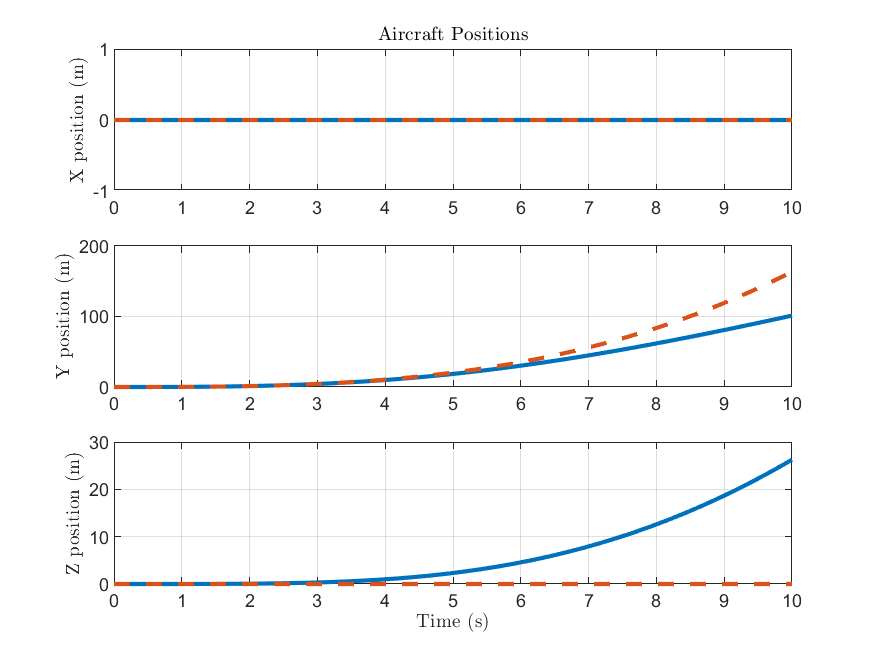 Aircraft Positions
X position (m)
1
0
-1
0 1 2 3 4 5 6 7 8 9 10
Y position (m)
200
100
0
0 1 2 3 4 5 6 7 8 9 10
Z position (m)
30
20
10
0
0 1 2 3 4 5 6 7 8 9 10
Time (s)